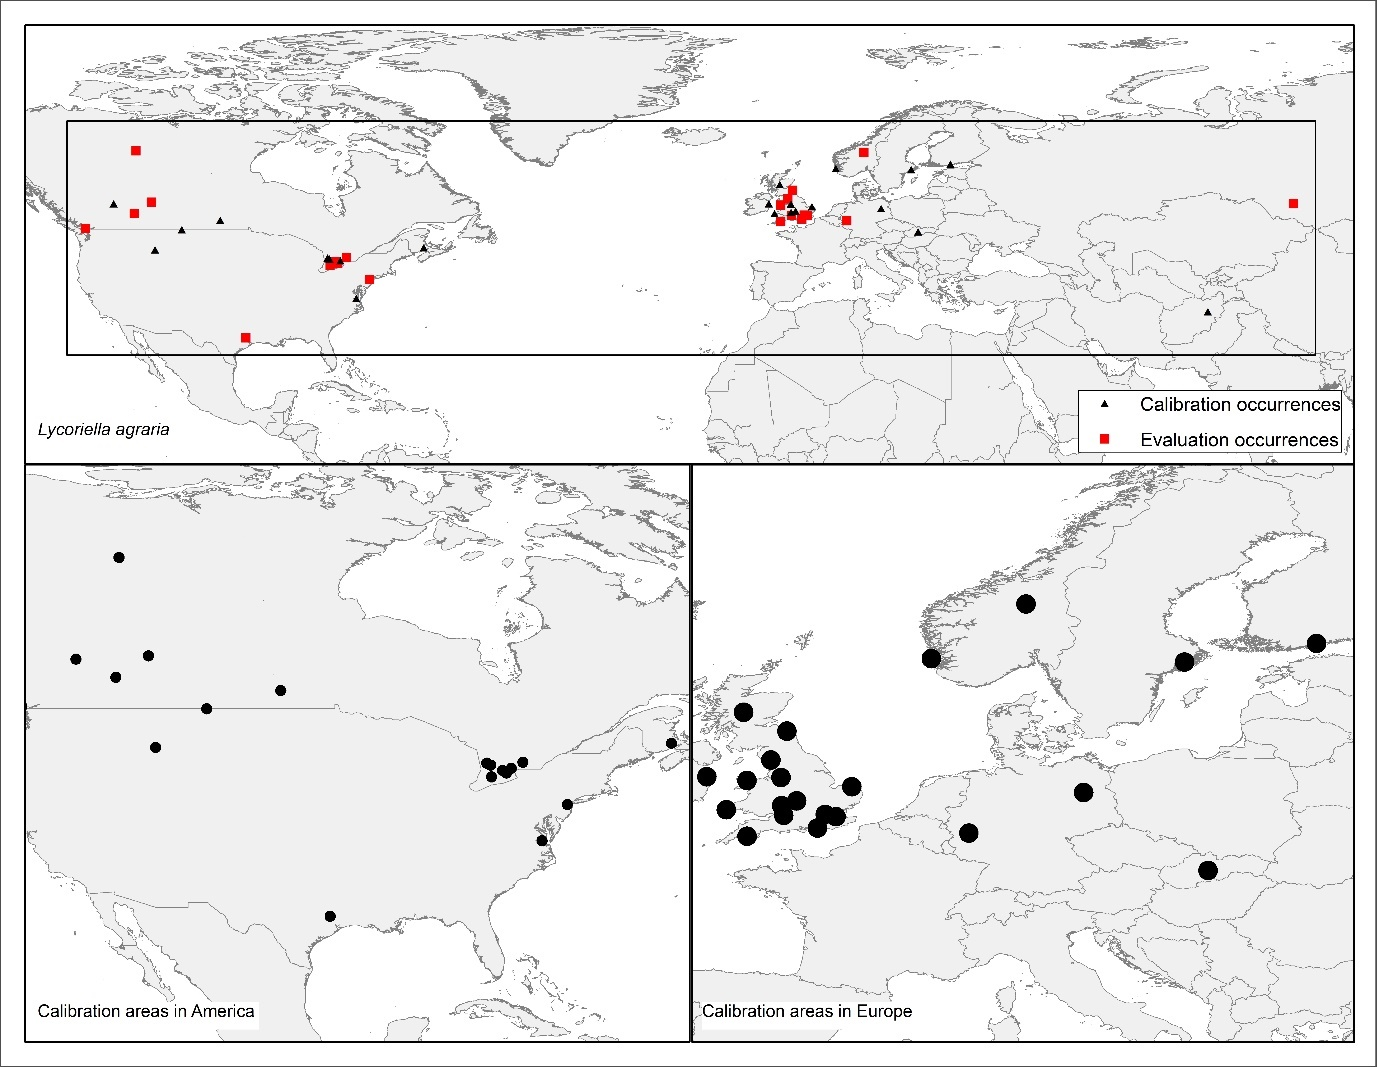 Lycoriella agraria
Calibration occurrences
Evaluation occurrences
Calibration areas in America
Calibration areas in Europe